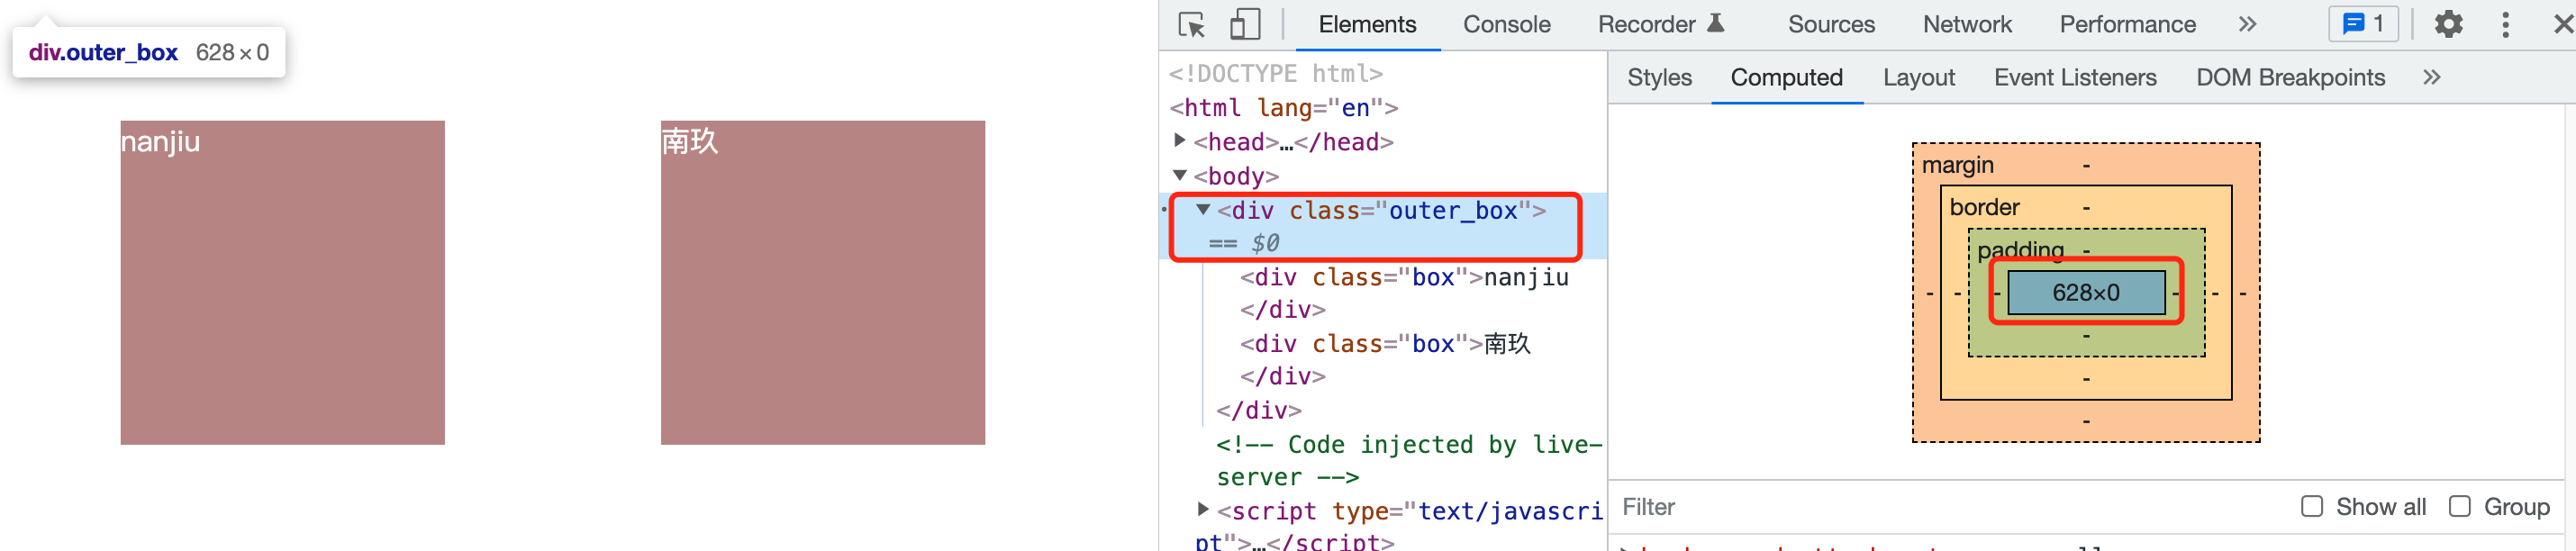 div.outer_box 628 × 0
nanjiu
南玖
Elements Console Recorder Sources Network Performance » 1
<!DOCTYPE html>
<html lang="en">
<head>…</head>
<body>
<div class="outer_box">
== $0
<div class="box">nanjiu
</div>
<div class="box">南玖
</div>
</div>
<!-- Code injected by live-
server -->
<script type="text/javascri
pt">…</script>
Styles Computed Layout Event Listeners DOM Breakpoints »
margin -
border -
padding -
- - - 628×0 - - -
-
-
-
Filter Show all Group